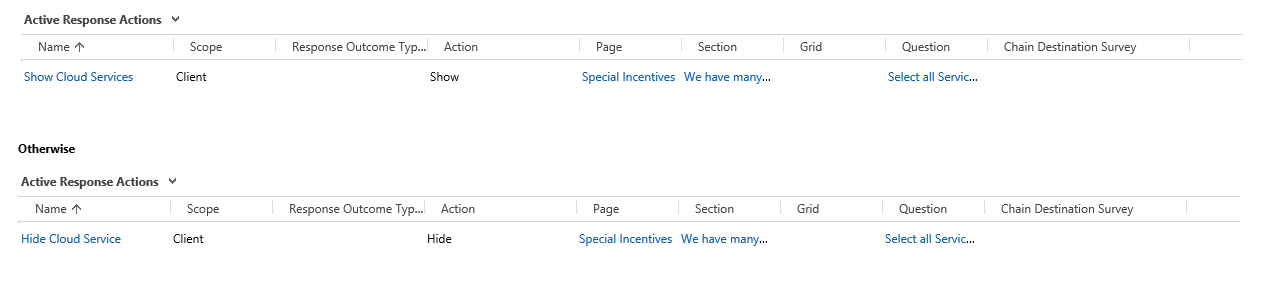 Active Response Actions
Name Scope Response Outcome Typ... Action Page Section Grid Question Chain Destination Survey
Show Cloud Services Client Show Special Incentives We have many... Select all Servic...
Otherwise
Active Response Actions
Name Scope Response Outcome Typ... Action Page Section Grid Question Chain Destination Survey
Hide Cloud Service Client Hide Special Incentives We have many... Select all Servic...